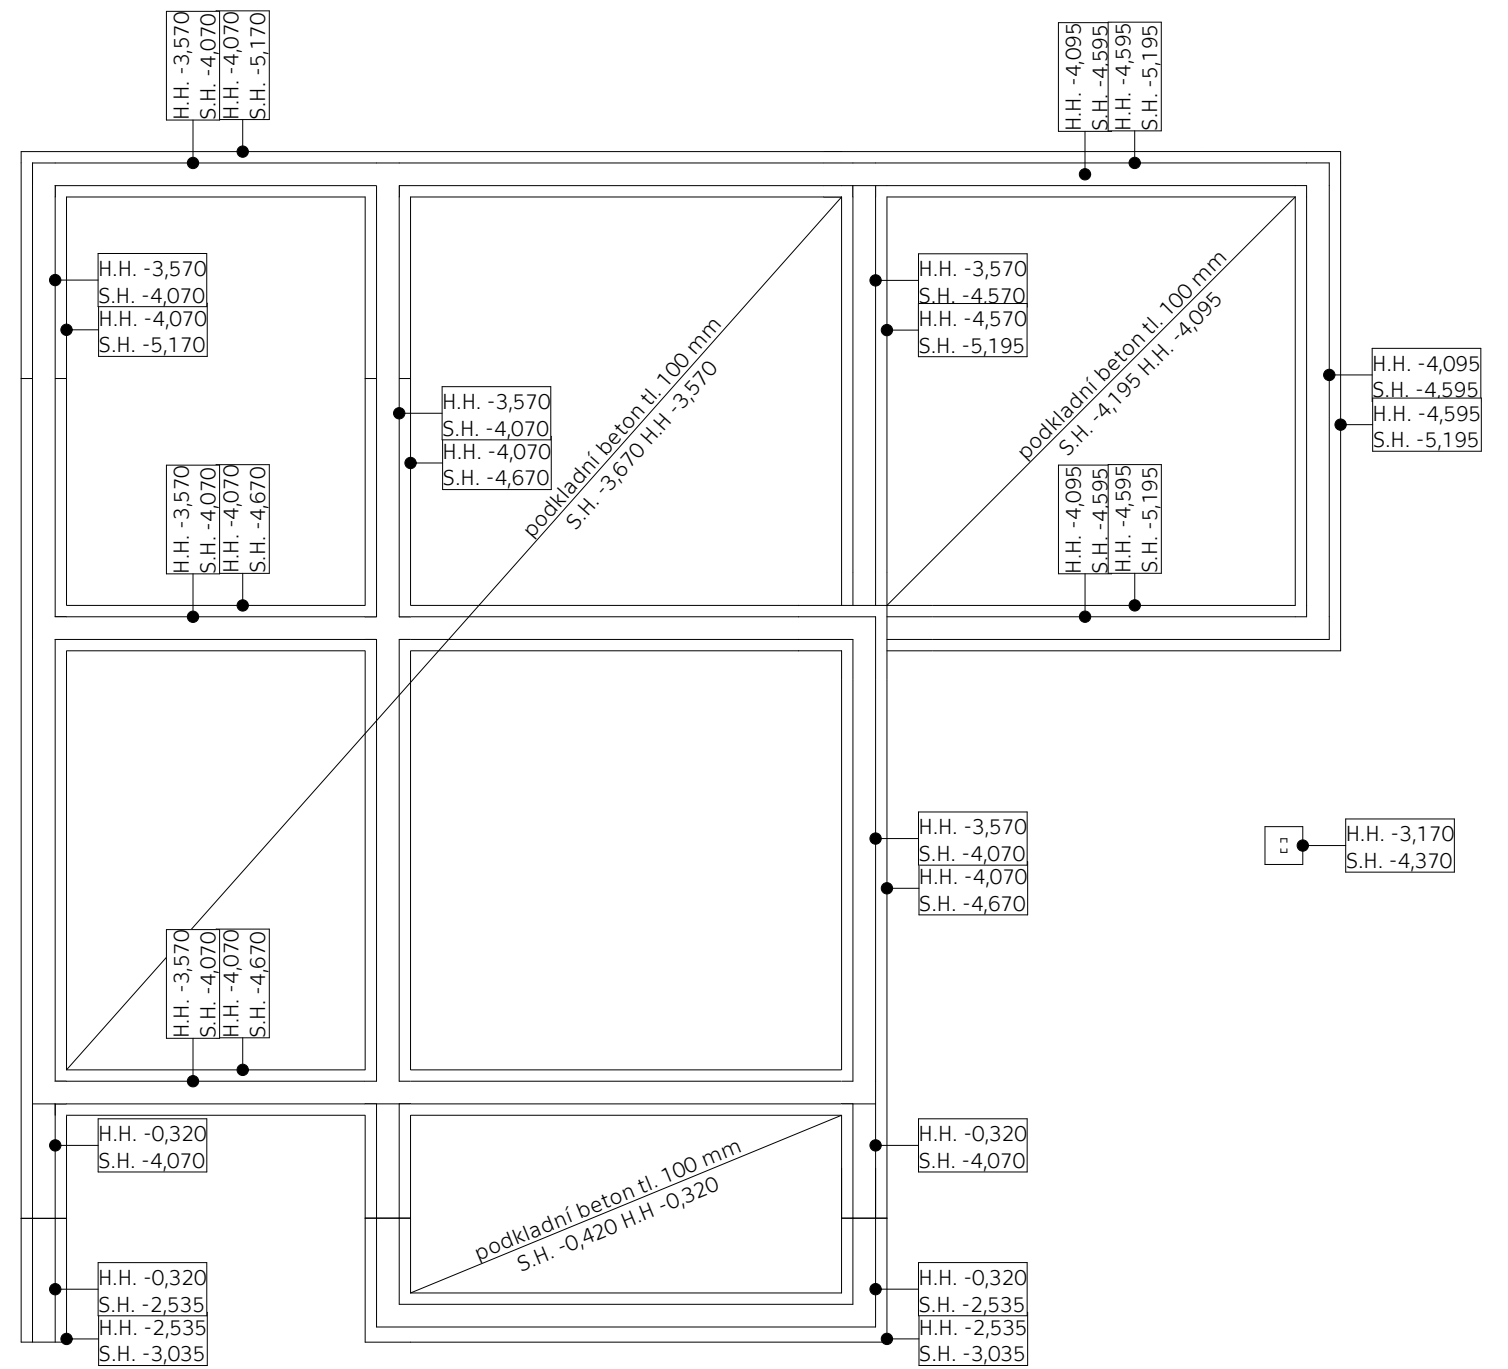 H.H. -3,570
S.H. -4,070
H.H. -4,070
S.H. -5,170
H.H. -4,095
S.H. -4,595
H.H. -4,595
S.H. -5,195
H.H. -3,570
S.H. -4,070
H.H. -4,070
S.H. -5,170
H.H. -3,570
S.H. -4,570
H.H. -4,570
S.H. -5,195
podkladní beton tl. 100 mm
S.H. -3,670 H.H -3,570
podkladní beton tl. 100 mm
S.H. -4,195 H.H. -4,095
H.H. -4,095
S.H. -4,595
H.H. -4,595
S.H. -5,195
H.H. -3,570
S.H. -4,070
H.H. -4,070
S.H. -4,670
H.H. -3,570
S.H. -4,070
H.H. -4,070
S.H. -4,670
H.H. -4,095
S.H. -4,595
H.H. -4,595
S.H. -5,195
H.H. -3,570
S.H. -4,070
H.H. -4,070
S.H. -4,670
H.H. -3,170
S.H. -4,370
H.H. -3,570
S.H. -4,070
H.H. -4,070
S.H. -4,670
H.H. -0,320
S.H. -4,070
podkladní beton tl. 100 mm
S.H. -0,420 H.H -0,320
H.H. -0,320
S.H. -4,070
H.H. -0,320
S.H. -2,535
H.H. -2,535
S.H. -3,035
H.H. -0,320
S.H. -2,535
H.H. -2,535
S.H. -3,035